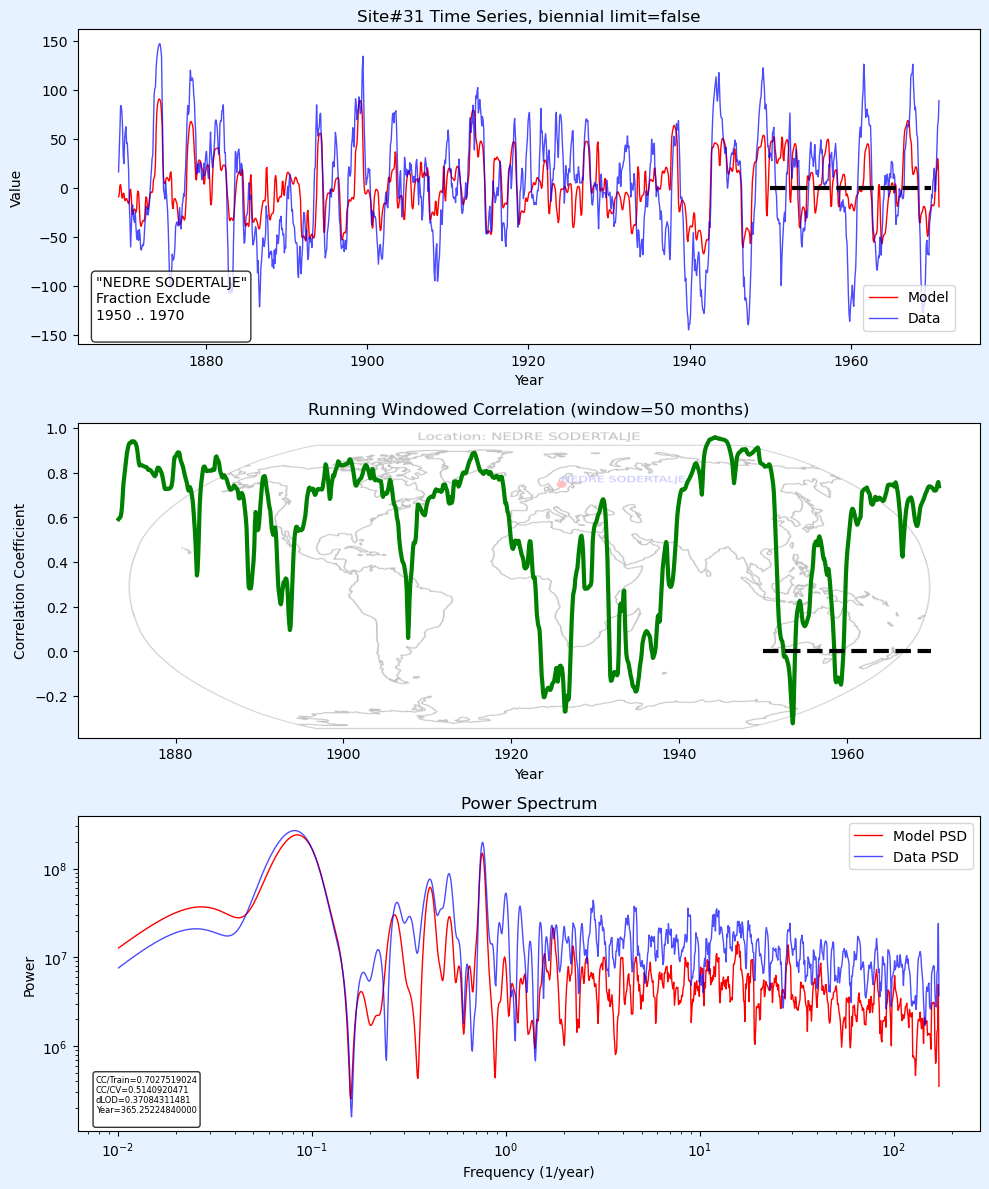 Site#31 Time Series, biennial limit=false
Value
150
100
50
0
−50
−100
−150
"NEDRE SODERTALJE"
Fraction Exclude
1950 .. 1970
Model
Data
1880
1900
1920
1940
1960
Year
Running Windowed Correlation (window=50 months)
Correlation Coefficient
1.0
0.8
0.6
0.4
0.2
0.0
−0.2
Location: NEDRE SODERTALJE
NEDRE SODERTALJE
1880
1900
1920
1940
1960
Year
Power Spectrum
Power
10^8
10^7
10^6
Model PSD
Data PSD
CC/Train=0.7027519024
CC/CV=0.5140920471
dLOD=0.37084311481
Year=365.25224840000
10^−2
10^−1
10^0
10^1
10^2
Frequency (1/year)